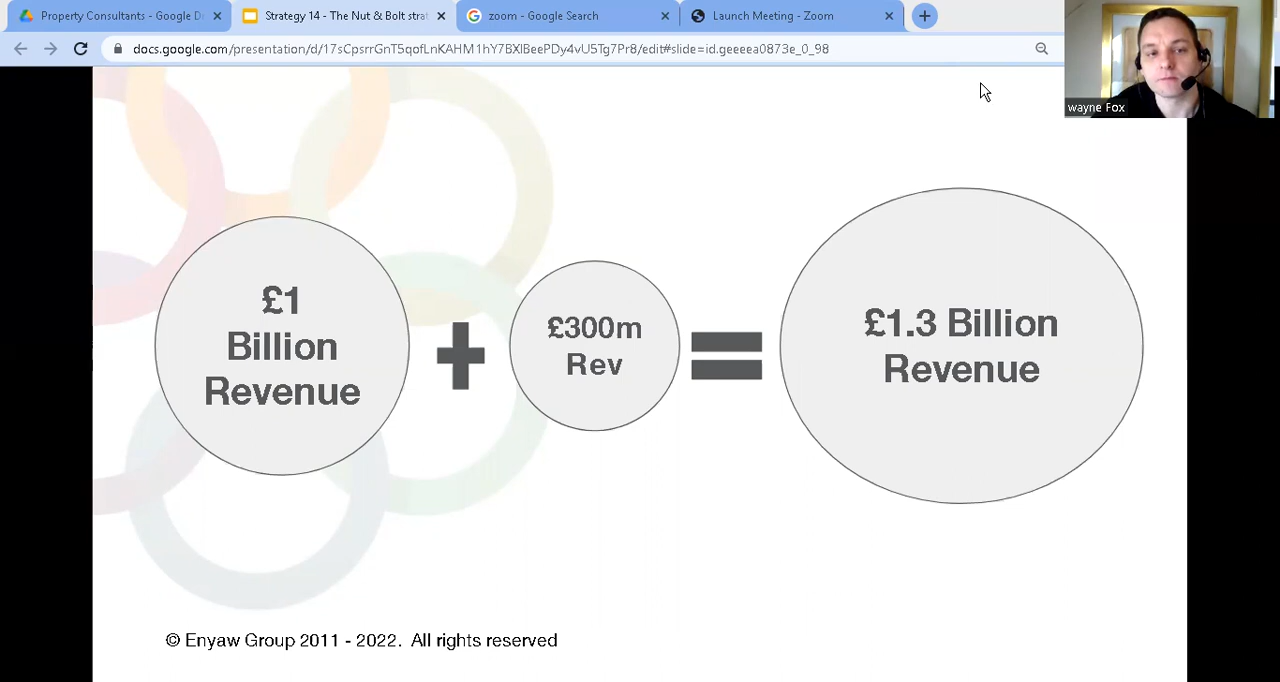 Property Consultants - Google Dr
Strategy 14 - The Nut & Bolt strat
zoom - Google Search
Launch Meeting - Zoom
docs.google.com/presentation/d/17sCpsrrGnT5qofLnKAHM1hY7BXlBeePDy4vU5Tg7Pr8/edit#slide=id.geeeea0873e_0_98
wayne Fox
£1
Billion
Revenue
£300m
Rev
£1.3 Billion
Revenue
© Enyaw Group 2011 - 2022. All rights reserved